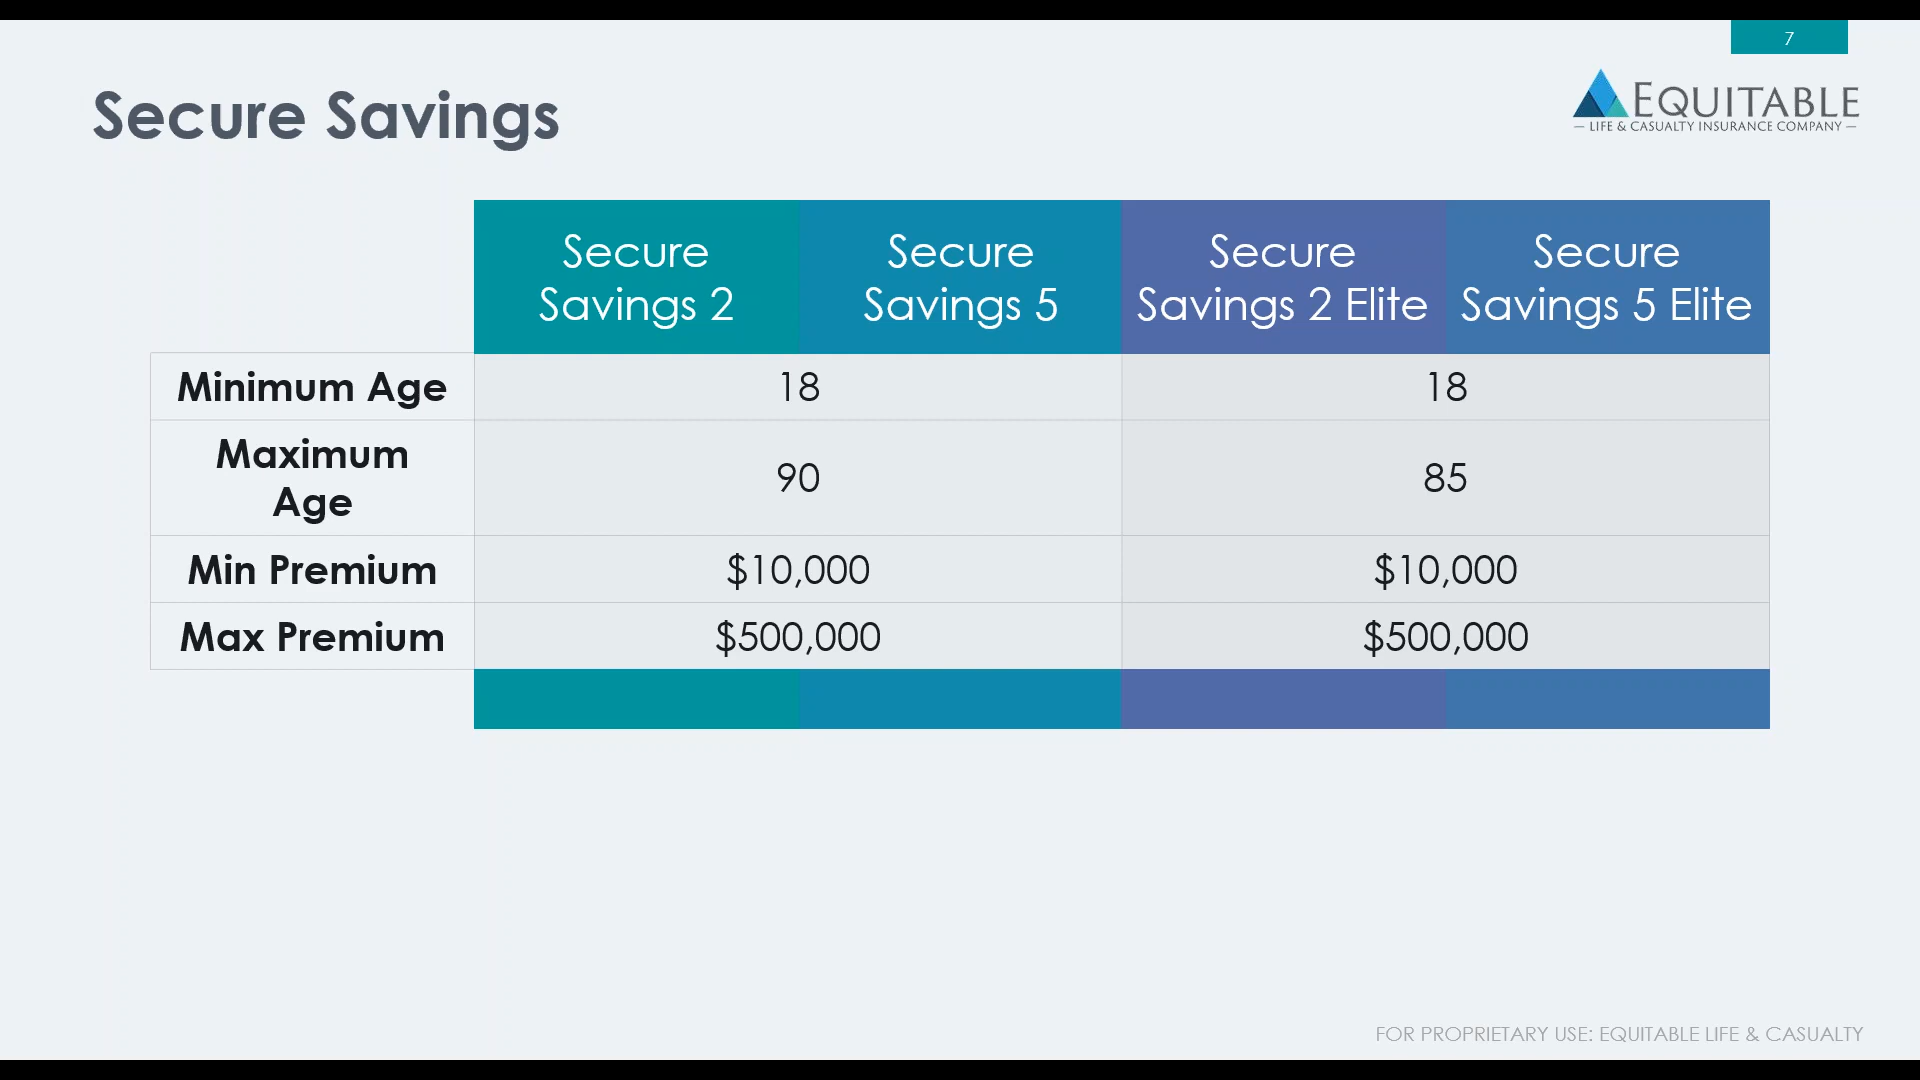 7
Secure Savings
EQUITABLE
— LIFE & CASUALTY INSURANCE COMPANY —
Secure Savings 2
Secure Savings 5
Secure Savings 2 Elite
Secure Savings 5 Elite
Minimum Age 18 18
Maximum Age 90 85
Min Premium $10,000 $10,000
Max Premium $500,000 $500,000
FOR PROPRIETARY USE: EQUITABLE LIFE & CASUALTY